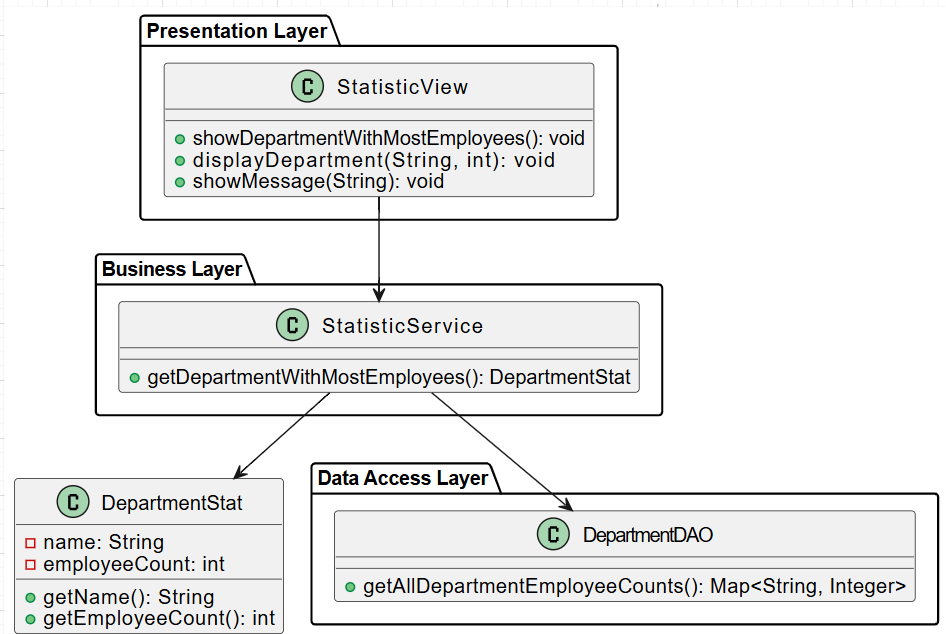 Presentation Layer
C StatisticView
showDepartmentWithMostEmployees(): void
displayDepartment(String, int): void
showMessage(String): void
Business Layer
C StatisticService
getDepartmentWithMostEmployees(): DepartmentStat
C DepartmentStat
name: String
employeeCount: int
getName(): String
getEmployeeCount(): int
Data Access Layer
C DepartmentDAO
getAllDepartmentEmployeeCounts(): Map<String, Integer>